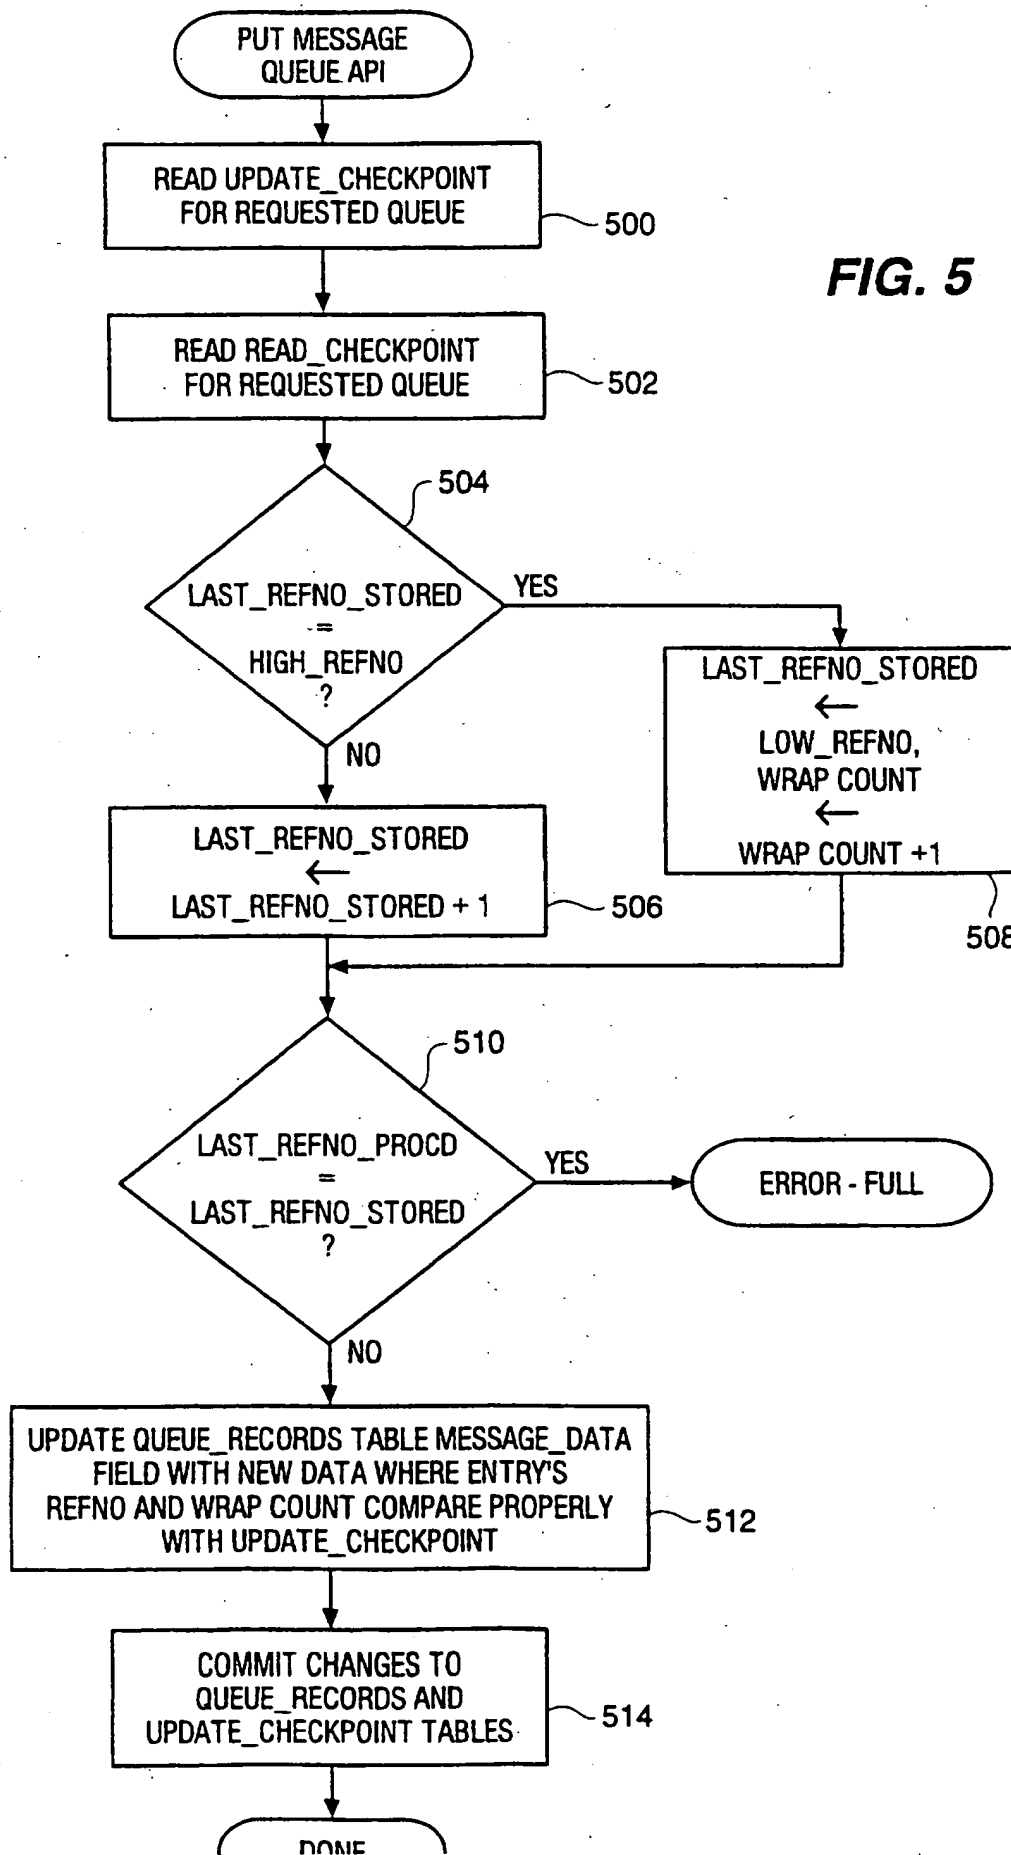 PUT MESSAGE
QUEUE API
READ UPDATE_CHECKPOINT
FOR REQUESTED QUEUE
500
FIG. 5
READ READ_CHECKPOINT
FOR REQUESTED QUEUE
502
504
LAST_REFNO_STORED
=
HIGH_REFNO
?
YES
NO
LAST_REFNO_STORED
←
LOW_REFNO,
WRAP COUNT
←
WRAP COUNT +1
508
LAST_REFNO_STORED
←
LAST_REFNO_STORED + 1
506
510
LAST_REFNO_PROCD
=
LAST_REFNO_STORED
?
YES
ERROR - FULL
NO
UPDATE QUEUE_RECORDS TABLE MESSAGE_DATA
FIELD WITH NEW DATA WHERE ENTRY'S
REFNO AND WRAP COUNT COMPARE PROPERLY
WITH UPDATE_CHECKPOINT
512
COMMIT CHANGES TO
QUEUE_RECORDS AND
UPDATE_CHECKPOINT TABLES
514
DONE